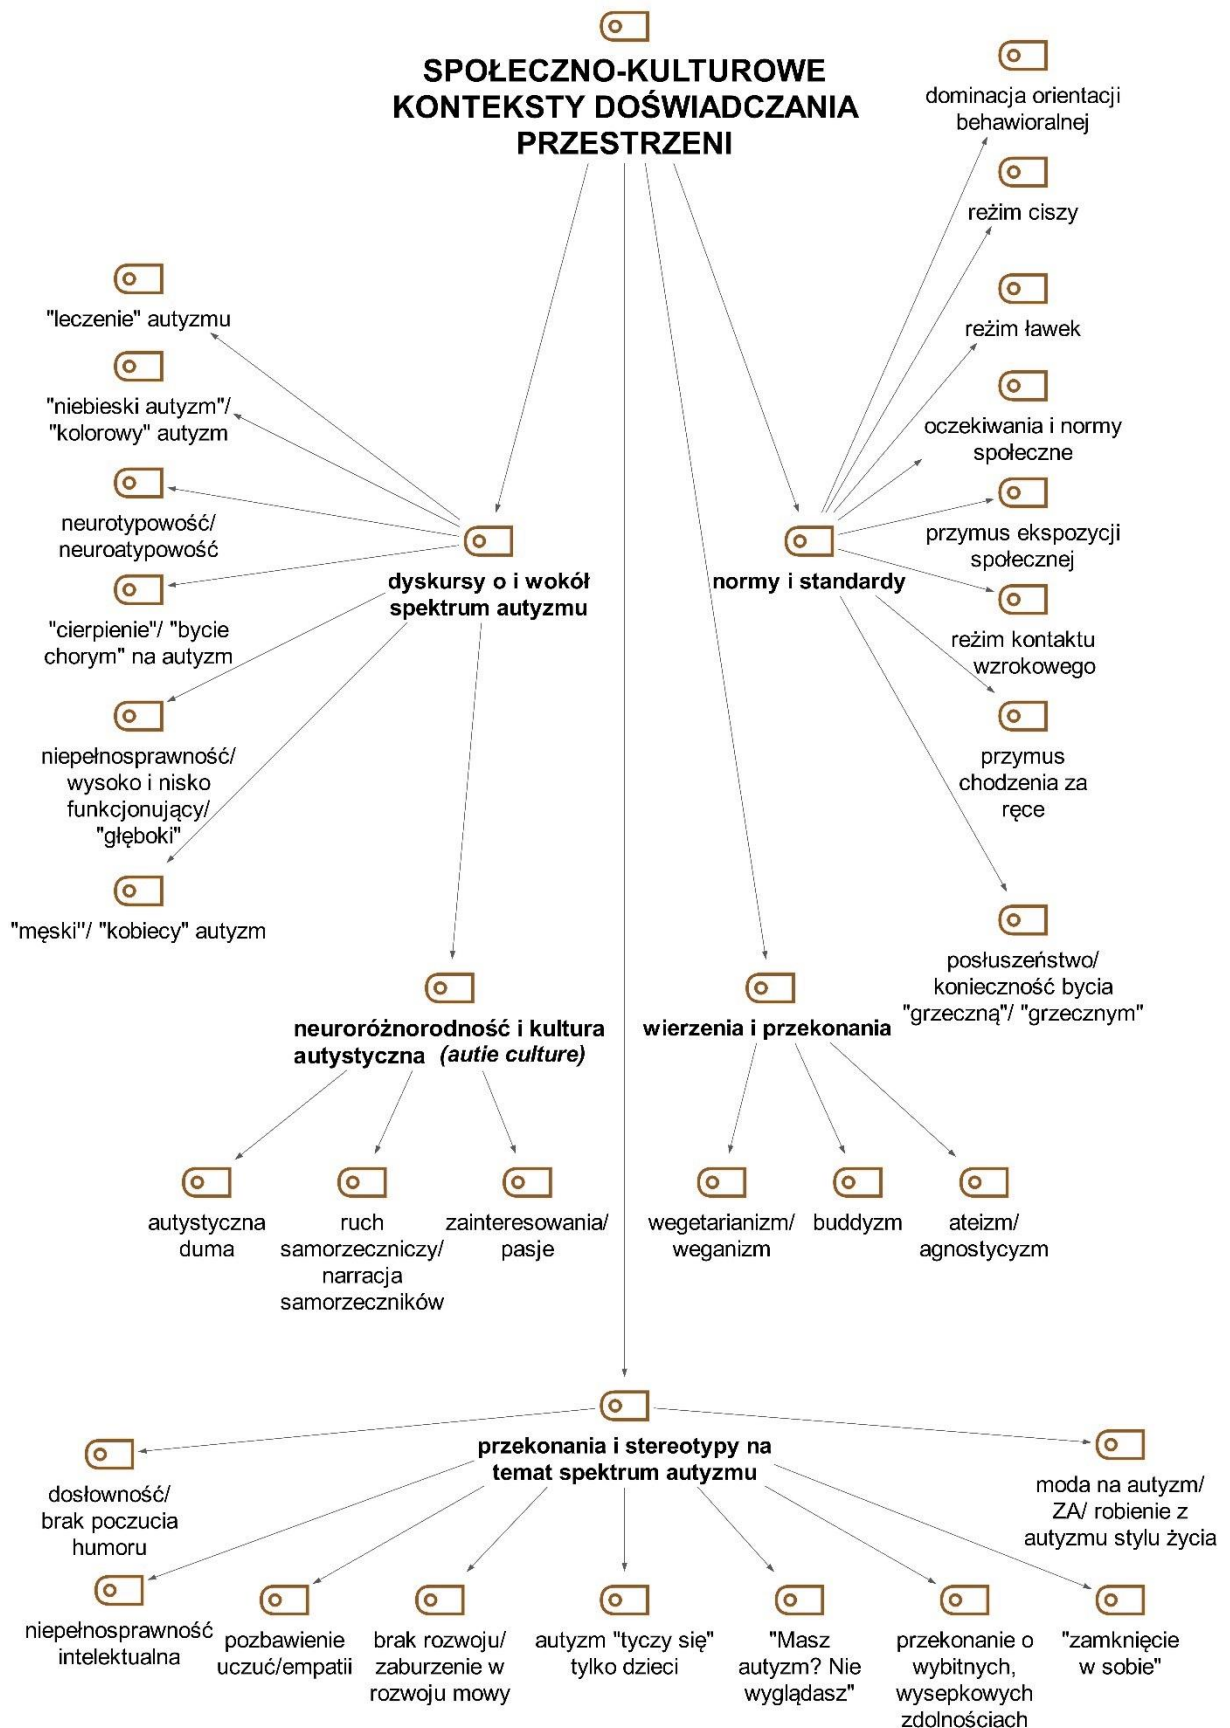 SPOŁECZNO-KULTUROWE
KONTEKSTY DOŚWIADCZANIA
PRZESTRZENI
dominacja orientacji
behawioralnej
reżim ciszy
reżim ławek
oczekiwania i normy
społeczne
przymus ekspozycji
społecznej
reżim kontaktu
wzrokowego
przymus
chodzenia za
ręce
posłuszeństwo/
konieczność bycia
"grzeczną"/ "grzecznym"
normy i standardy
"leczenie" autyzmu
"niebieski autyzm"/
"kolorowy" autyzm
neurotypowość/
neuroatypowość
"cierpienie"/ "bycie
chorym" na autyzm
niepełnosprawność/
wysoko i nisko
funkcjonujący/
"głęboki"
"męski"/ "kobiecy" autyzm
dyskursy o i wokół
spektrum autyzmu
neuroróżnorodność i kultura
autystyczna (autie culture)
autystyczna
duma
ruch
samorzeczniczy/
narracja
samorzeczników
zainteresowania/
pasje
wierzenia i przekonania
wegetarianizm/
weganizm
buddyzm
ateizm/
agnostycyzm
przekonania i stereotypy na
temat spektrum autyzmu
dosłowność/
brak poczucia
humoru
niepełnosprawność
intelektualna
pozbawienie
uczuć/empatii
brak rozwoju/
zaburzenie w
rozwoju mowy
autyzm "tyczy się"
tylko dzieci
"Masz
autyzm? Nie
wyglądasz"
przekonanie o
wybitnych,
wysepkowych
zdolnościach
"zamknięcie
w sobie"
moda na autyzm/
ZA/ robienie z
autyzmu stylu życia